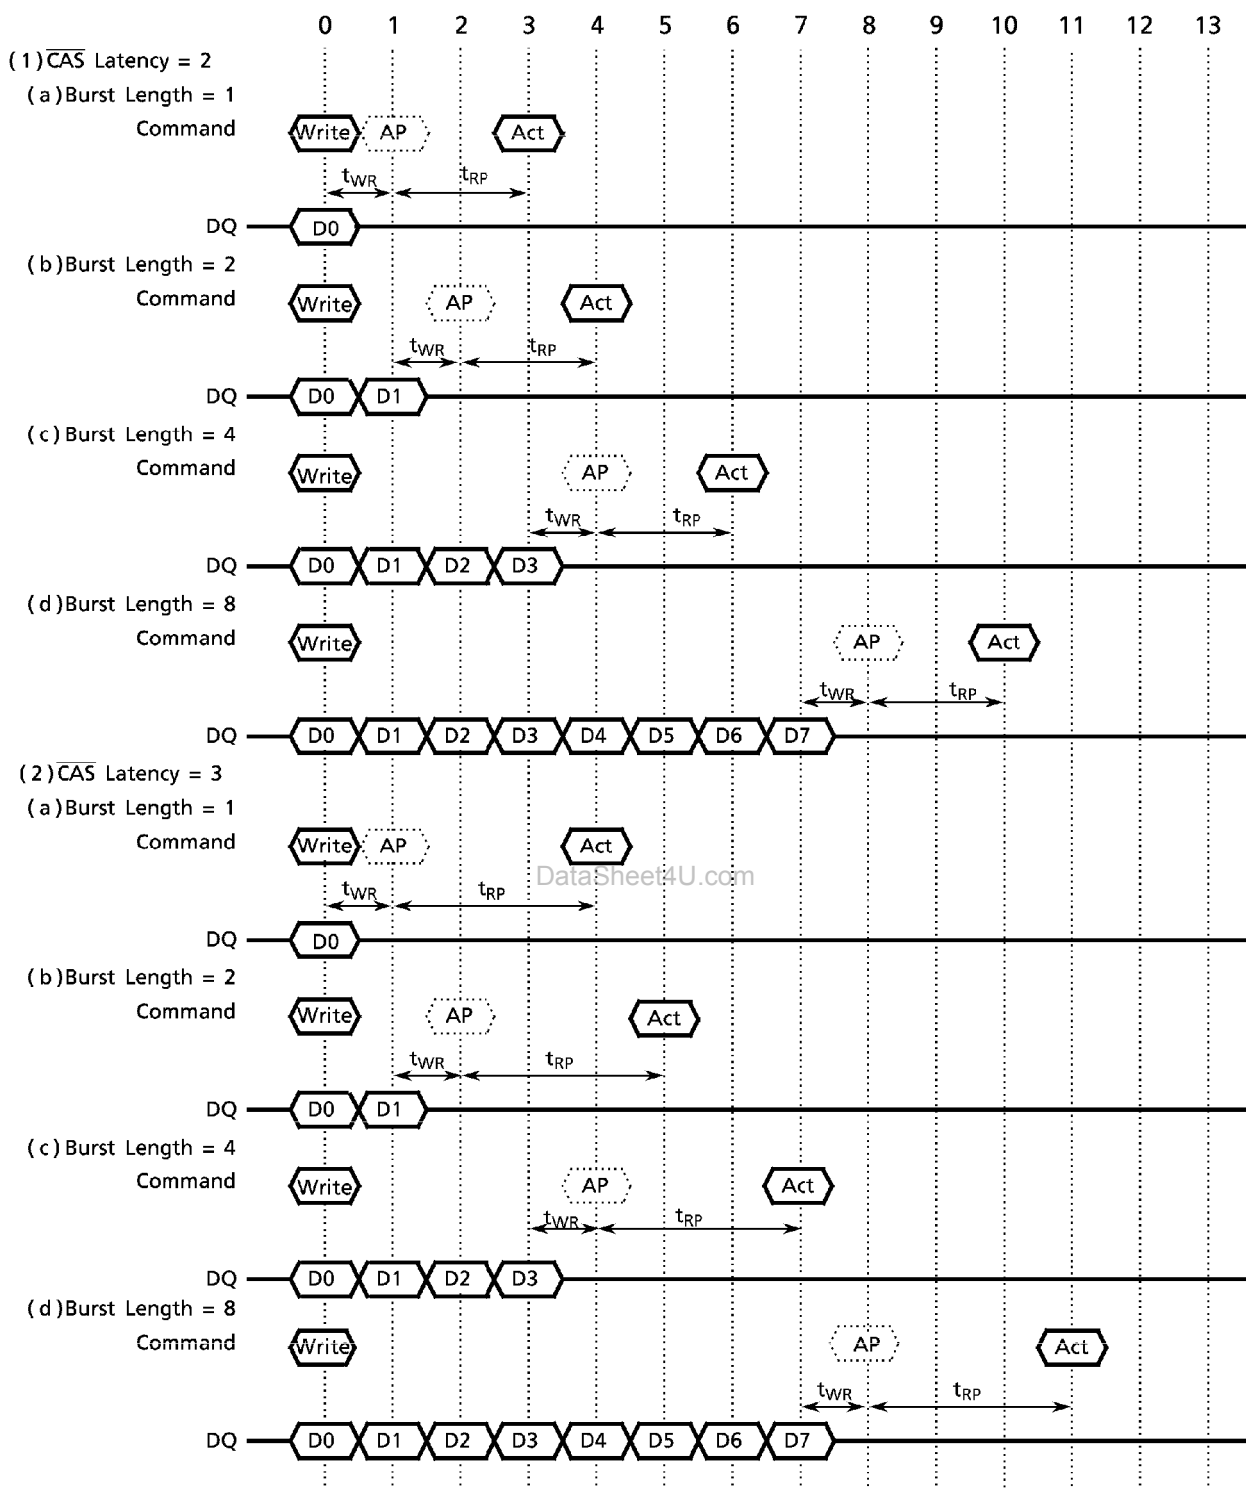 0 1 2 3 4 5 6 7 8 9 10 11 12 13
(1) CAS Latency = 2
(a) Burst Length = 1
Command Write AP Act
tWR tRP
DQ D0
(b) Burst Length = 2
Command Write AP Act
tWR tRP
DQ D0 D1
(c) Burst Length = 4
Command Write AP Act
tWR tRP
DQ D0 D1 D2 D3
(d) Burst Length = 8
Command Write AP Act
tWR tRP
DQ D0 D1 D2 D3 D4 D5 D6 D7
(2) CAS Latency = 3
(a) Burst Length = 1
Command Write AP Act
DataSheet4U.com
tWR tRP
DQ D0
(b) Burst Length = 2
Command Write AP Act
tWR tRP
DQ D0 D1
(c) Burst Length = 4
Command Write AP Act
tWR tRP
DQ D0 D1 D2 D3
(d) Burst Length = 8
Command Write AP Act
tWR tRP
DQ D0 D1 D2 D3 D4 D5 D6 D7